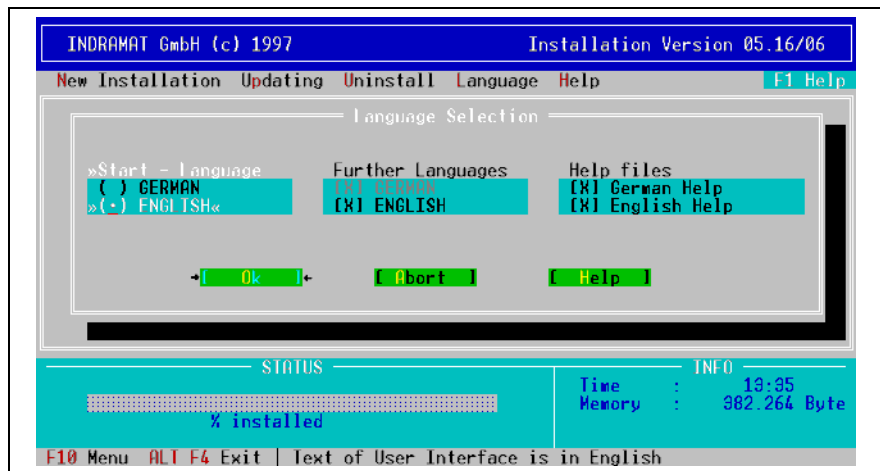 INDRAMAT GmbH (c) 1997 Installation Version 05.16/06
New Installation Updating Uninstall Language Help F1 Help
Language Selection
»Start - Language Further Languages Help files
( ) GERMAN [X] GERMAN [X] German Help
»(·) ENGLISH« [X] ENGLISH [X] English Help
→[ Ok ]← [ Abort ] [ Help ]
STATUS INFO
Time : 13:35
Memory : 382.264 Byte
% installed
F10 Menu ALT F4 Exit | Text of User Interface is in English